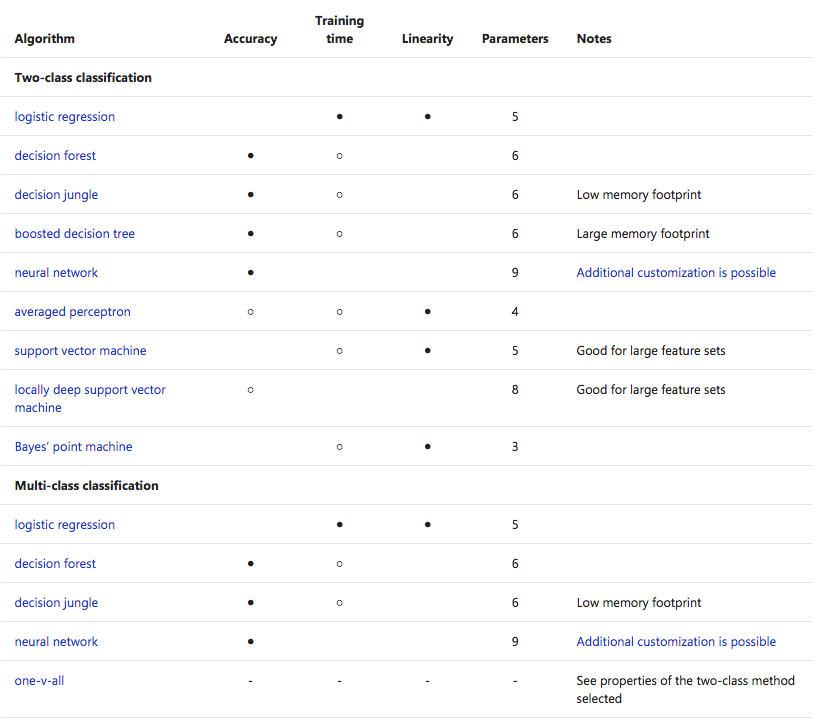 Algorithm Accuracy Training time Linearity Parameters Notes
Two-class classification
logistic regression ● ● 5
decision forest ● ○ 6
decision jungle ● ○ 6 Low memory footprint
boosted decision tree ● ○ 6 Large memory footprint
neural network ● 9 Additional customization is possible
averaged perceptron ○ ○ ● 4
support vector machine ○ ● 5 Good for large feature sets
locally deep support vector machine ○ 8 Good for large feature sets
Bayes’ point machine ○ ● 3
Multi-class classification
logistic regression ● ● 5
decision forest ● ○ 6
decision jungle ● ○ 6 Low memory footprint
neural network ● 9 Additional customization is possible
one-v-all - - - - See properties of the two-class method selected